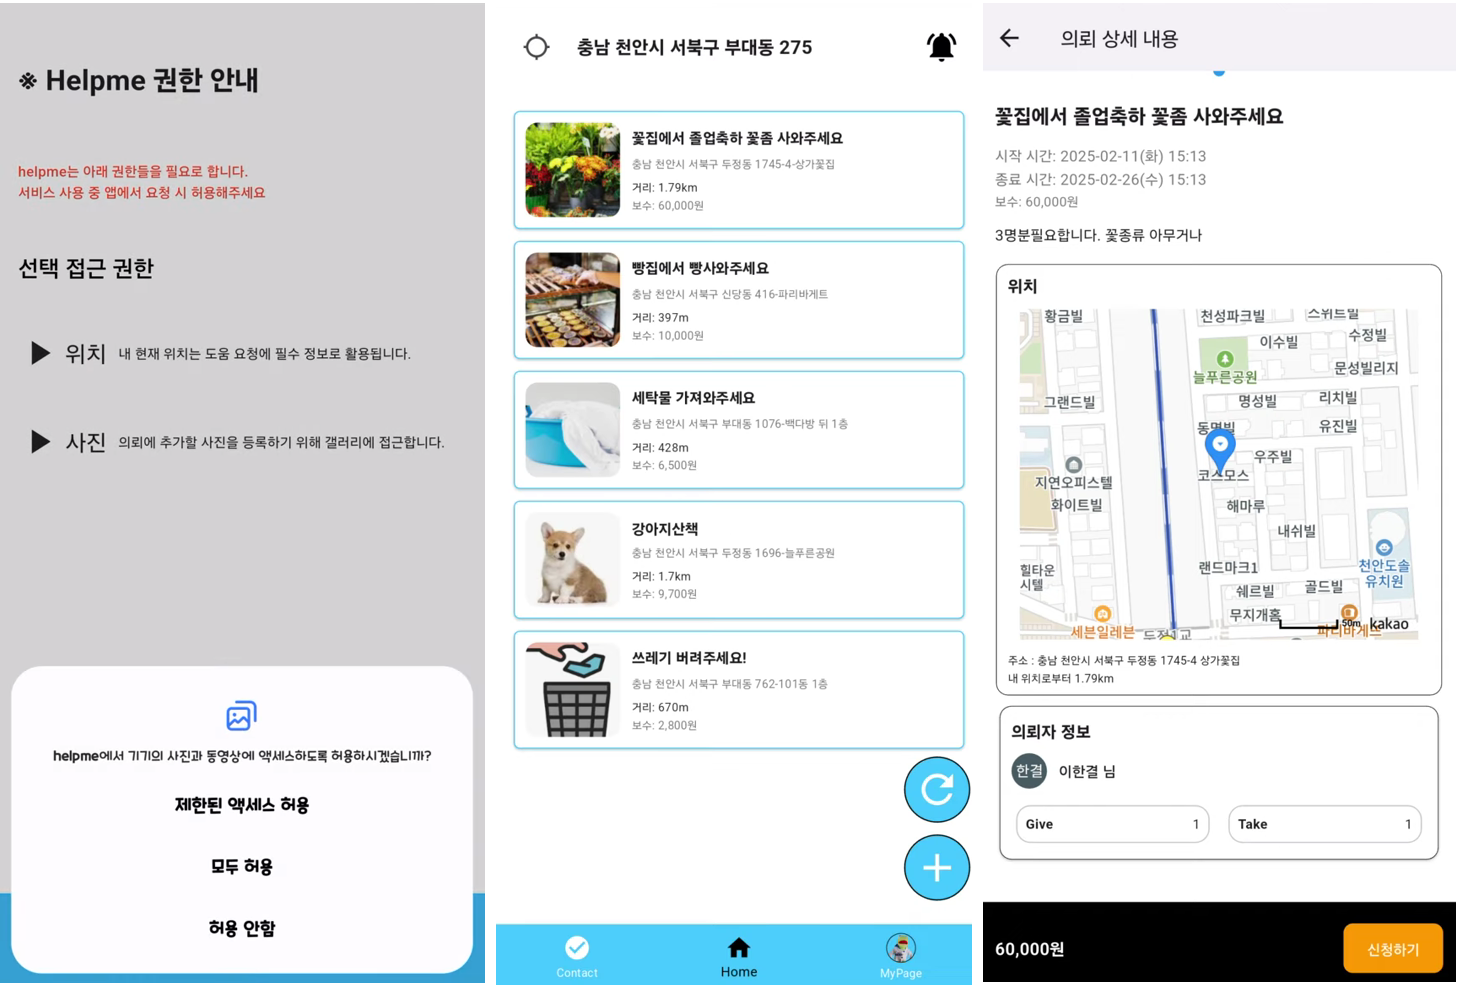 ※ Helpme 권한 안내
helpme는 아래 권한들을 필요로 합니다.
서비스 사용 중 앱에서 요청 시 허용해주세요
선택 접근 권한
▶ 위치 내 현재 위치는 도움 요청에 필수 정보로 활용됩니다.
▶ 사진 의뢰에 추가할 사진을 등록하기 위해 갤러리에 접근합니다.
helpme에서 기기의 사진과 동영상에 액세스하도록 허용하시겠습니까?
제한된 액세스 허용
모두 허용
허용 안함
충남 천안시 서북구 부대동 275
꽃집에서 졸업축하 꽃좀 사와주세요
충남 천안시 서북구 두정동 1745-4-상가꽃집
거리: 1.79km
보수: 60,000원
빵집에서 빵사와주세요
충남 천안시 서북구 신당동 416-파리바게트
거리: 397m
보수: 10,000원
세탁물 가져와주세요
충남 천안시 서북구 부대동 1076-백다방 뒤 1층
거리: 428m
보수: 6,500원
강아지산책
충남 천안시 서북구 두정동 1696-늘푸른공원
거리: 1.7km
보수: 9,700원
쓰레기 버려주세요!
충남 천안시 서북구 부대동 762-101동 1층
거리: 670m
보수: 2,800원
Contact
Home
MyPage
의뢰 상세 내용
꽃집에서 졸업축하 꽃좀 사와주세요
시작 시간: 2025-02-11(화) 15:13
종료 시간: 2025-02-26(수) 15:13
보수: 60,000원
3명분필요합니다. 꽃종류 아무거나
위치
황금빌
천성파크빌
스위트빌
이수빌
수정빌
늘푸른공원
문성빌리지
그랜드빌
명성빌
리치빌
동명빌
유진빌
우주빌
코스모스
지연오피스텔
화이트빌
해마루
내쉬빌
힐타운
시텔
랜드마크1
천안도솔
유치원
쉐르빌
골드빌
무지개홈
세븐일레븐
두정1교
파리바게뜨
50m
kakao
주소 : 충남 천안시 서북구 두정동 1745-4 상가꽃집
내 위치로부터 1.79km
의뢰자 정보
한결
이한결 님
Give 1
Take 1
60,000원
신청하기